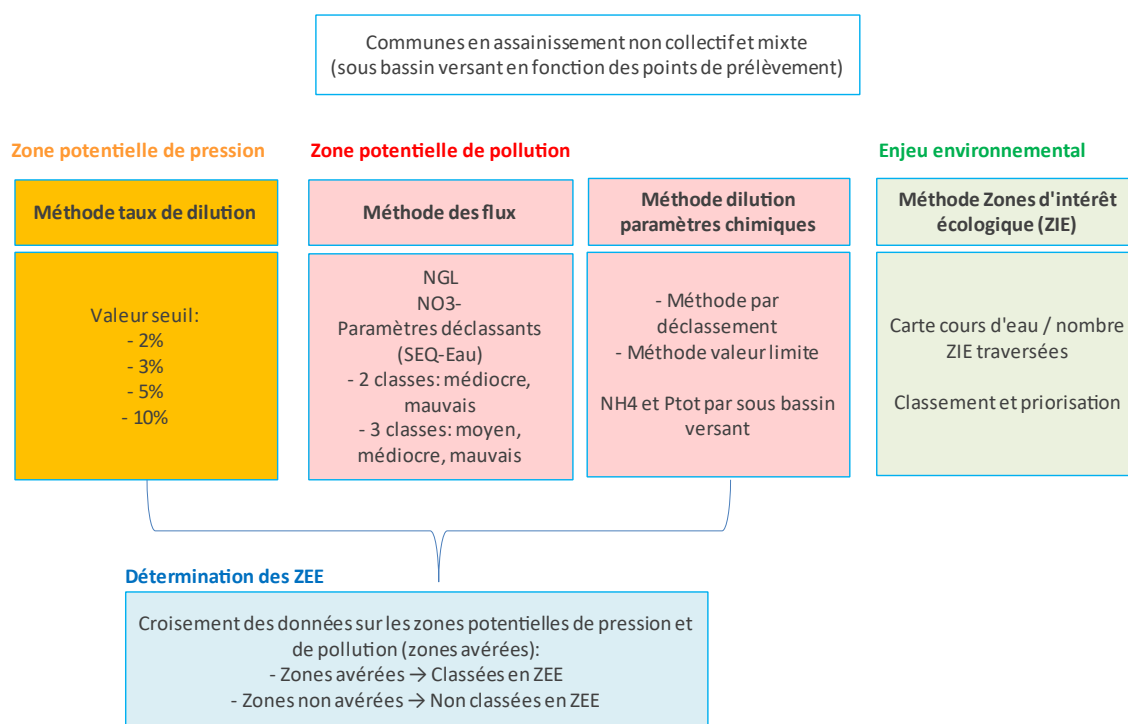 Communes en assainissement non collectif et mixte
(sous bassin versant en fonction des points de prélèvement)
Zone potentielle de pression
Zone potentielle de pollution
Enjeu environnemental
Méthode taux de dilution
Valeur seuil:
- 2%
- 3%
- 5%
- 10%
Méthode des flux
NGL
NO3-
Paramètres déclassants
(SEQ-Eau)
- 2 classes: médiocre,
mauvais
- 3 classes: moyen,
médiocre, mauvais
Méthode dilution
paramètres chimiques
- Méthode par
déclassement
- Méthode valeur limite
NH4 et Ptot par sous bassin
versant
Méthode Zones d'intérêt
écologique (ZIE)
Carte cours d'eau / nombre
ZIE traversées
Classement et priorisation
Détermination des ZEE
Croisement des données sur les zones potentielles de pression et
de pollution (zones avérées):
- Zones avérées → Classées en ZEE
- Zones non avérées → Non classées en ZEE